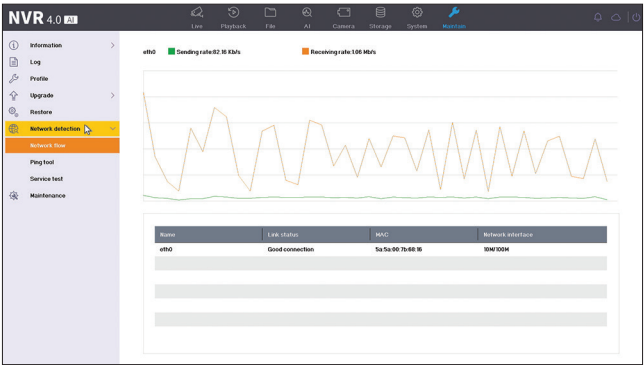 NVR 4.0 AI
Live Playback File AI Camera Storage System Maintain
Information
Log
Profile
Upgrade
Restore
Network detection
Network flow
Ping tool
Service test
Maintenance
eth0 Sending rate:82.16 Kb/s Receiving rate:1.06 Mb/s
Name Link status MAC Network interface
eth0 Good connection 5a:5a:00:7b:68:16 10M/100M